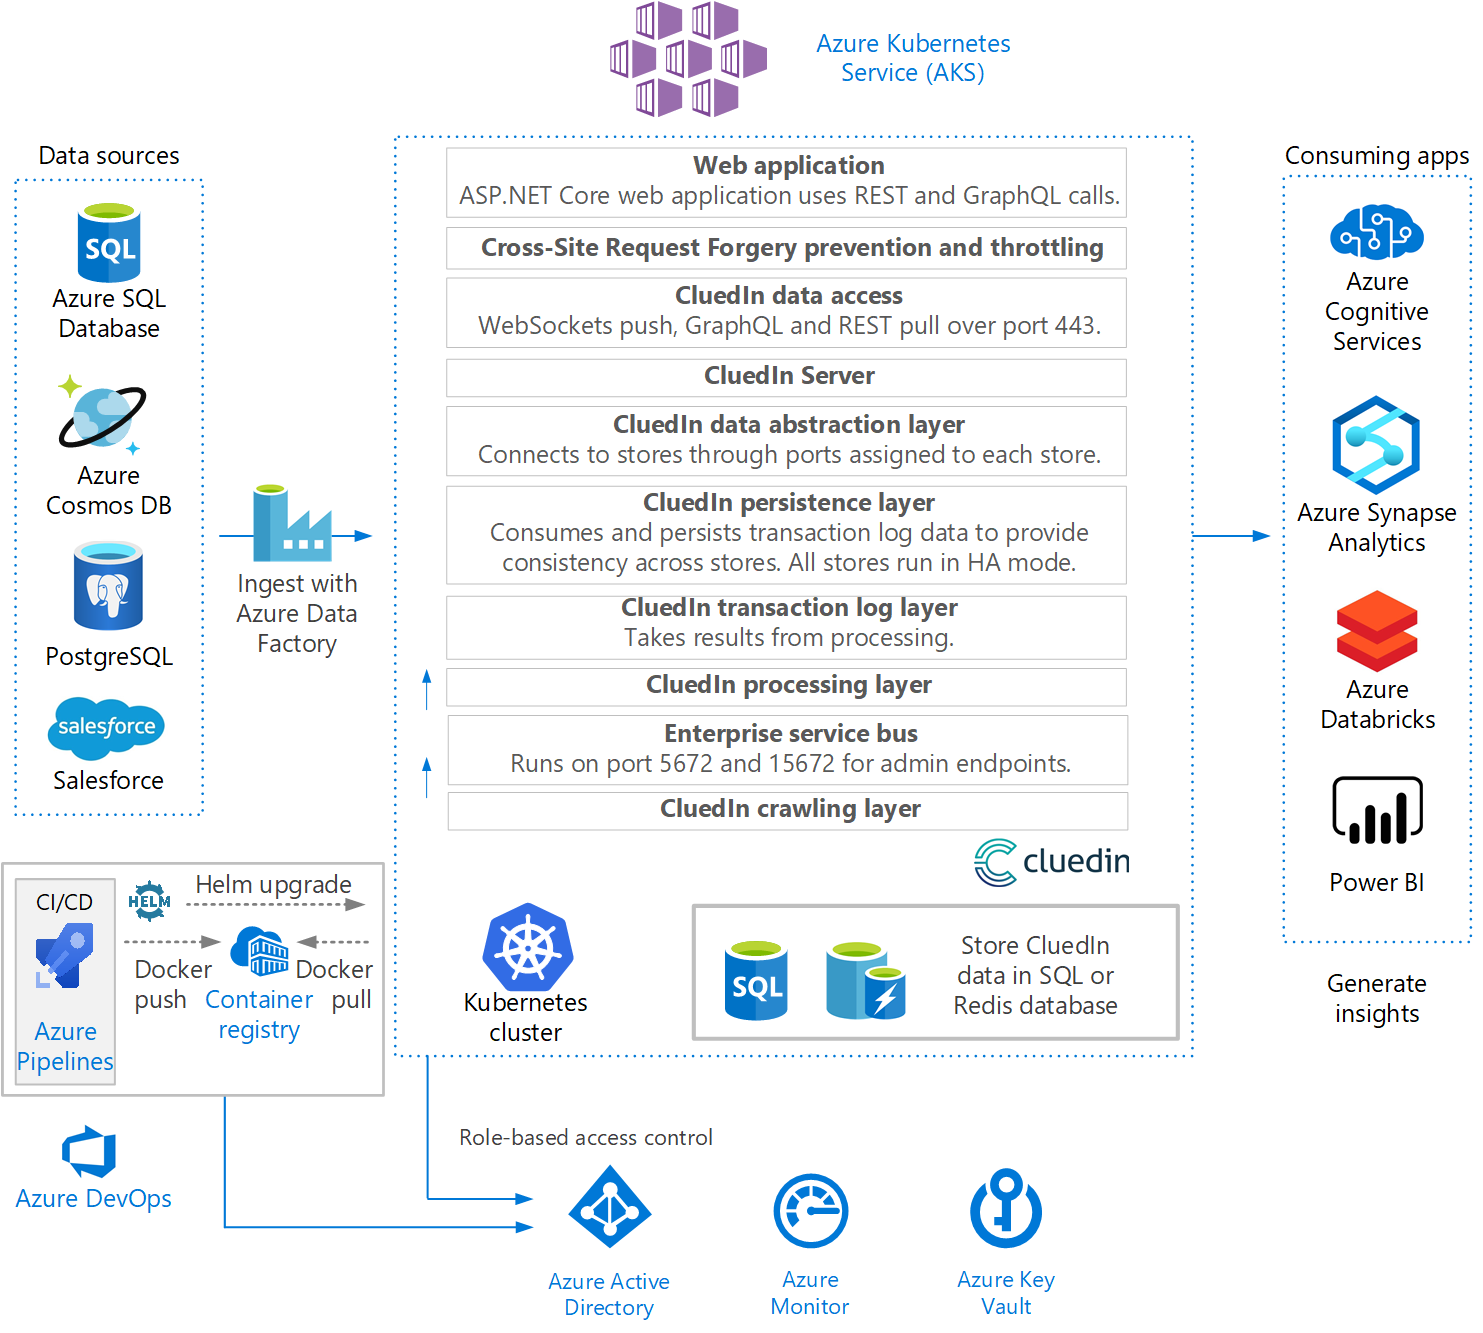 Azure Kubernetes
Service (AKS)
Data sources
SQL
Azure SQL
Database
Azure
Cosmos DB
PostgreSQL
salesforce
Salesforce
Ingest with
Azure Data
Factory
Web application
ASP.NET Core web application uses REST and GraphQL calls.
Cross-Site Request Forgery prevention and throttling
CluedIn data access
WebSockets push, GraphQL and REST pull over port 443.
CluedIn Server
CluedIn data abstraction layer
Connects to stores through ports assigned to each store.
CluedIn persistence layer
Consumes and persists transaction log data to provide
consistency across stores. All stores run in HA mode.
CluedIn transaction log layer
Takes results from processing.
CluedIn processing layer
Enterprise service bus
Runs on port 5672 and 15672 for admin endpoints.
CluedIn crawling layer
cluedin
Kubernetes
cluster
SQL
Store CluedIn
data in SQL or
Redis database
Consuming apps
Azure
Cognitive
Services
Azure Synapse
Analytics
Azure
Databricks
Power BI
Generate
insights
CI/CD
Azure
Pipelines
HELM
Helm upgrade
Docker
push
Container
registry
Docker
pull
Azure DevOps
Role-based access control
Azure Active
Directory
Azure
Monitor
Azure Key
Vault